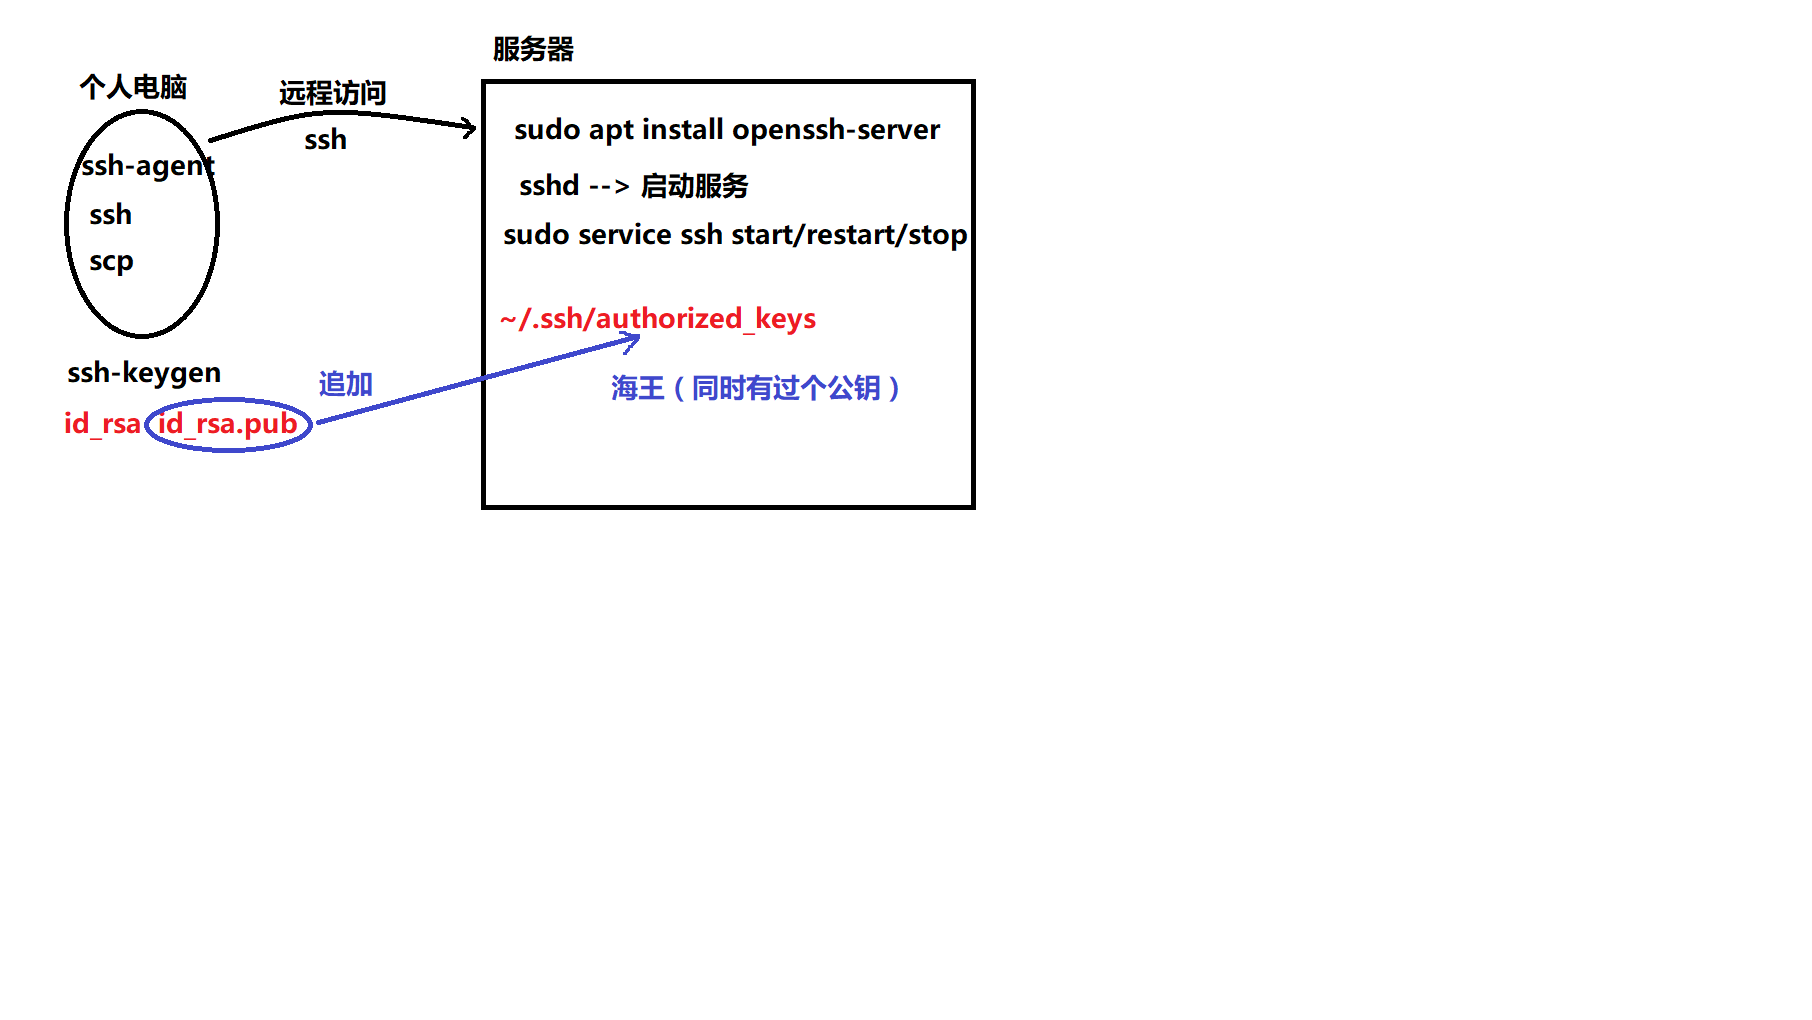 服务器
个人电脑
远程访问
ssh
ssh-agent
ssh
scp
sudo apt install openssh-server
sshd --> 启动服务
sudo service ssh start/restart/stop
~/.ssh/authorized_keys
ssh-keygen
追加
海王（同时有过个公钥）
id_rsa id_rsa.pub